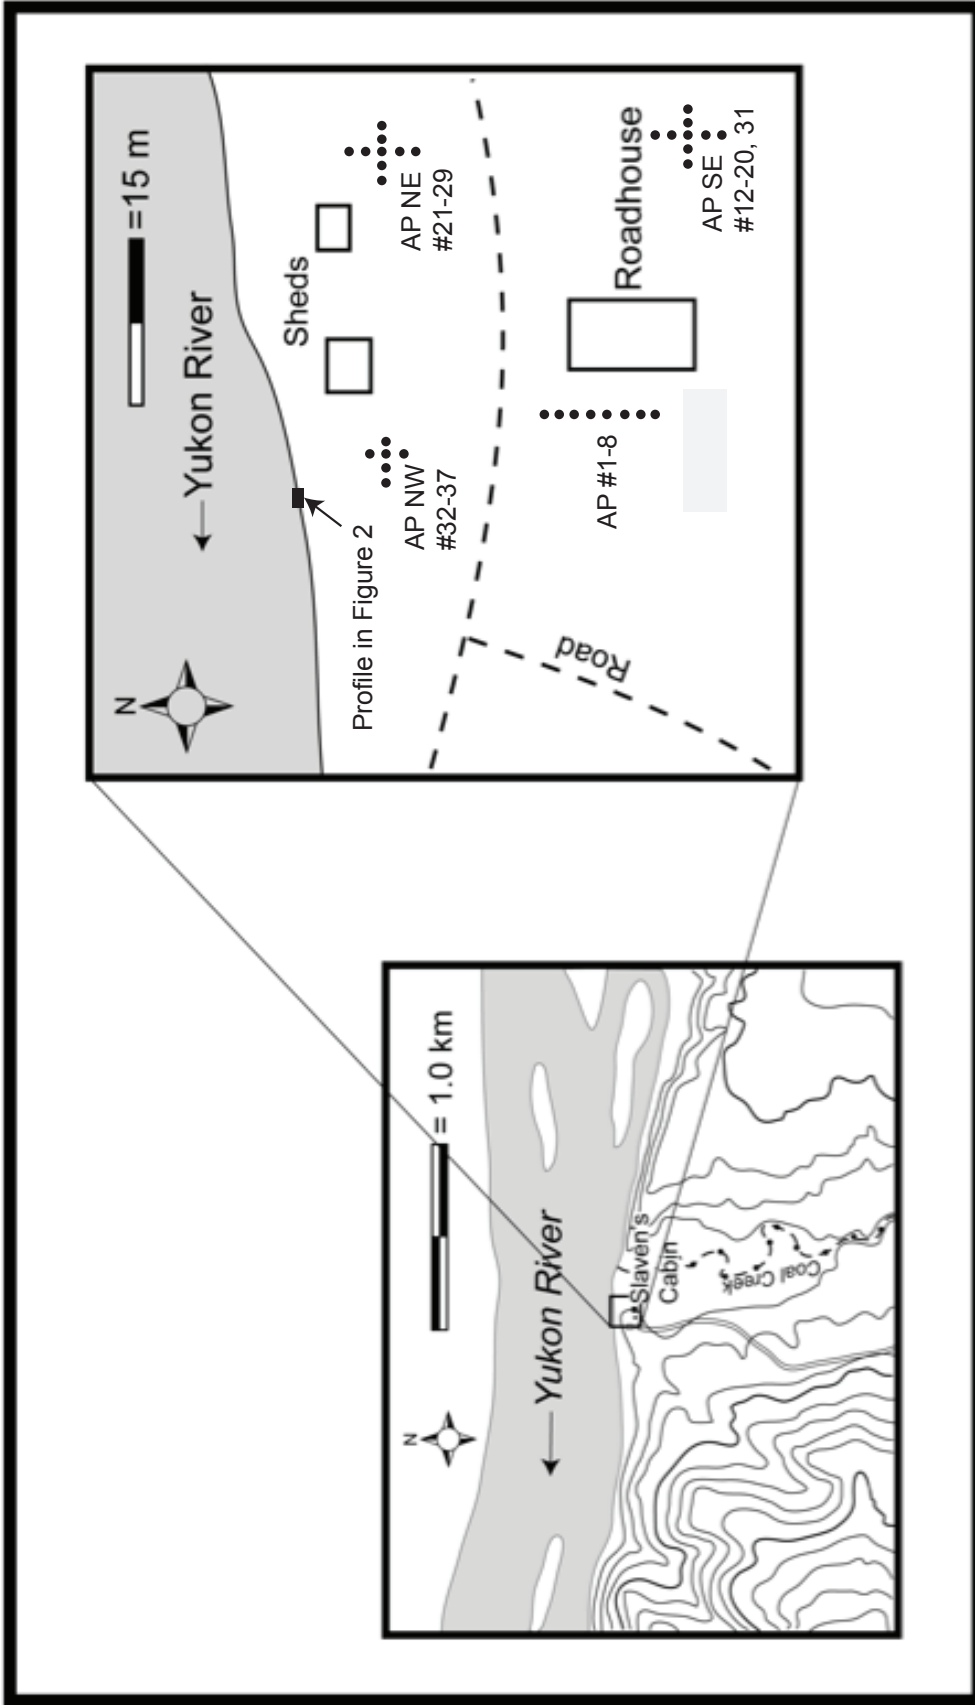 N
=15 m
Yukon River
Sheds
Profile in Figure 2
AP NW
#32-37
AP NE
#21-29
AP #1-8
Roadhouse
AP SE
#12-20, 31
Road
N
= 1.0 km
Yukon River
Slaven's
Cabin
Coal Creek